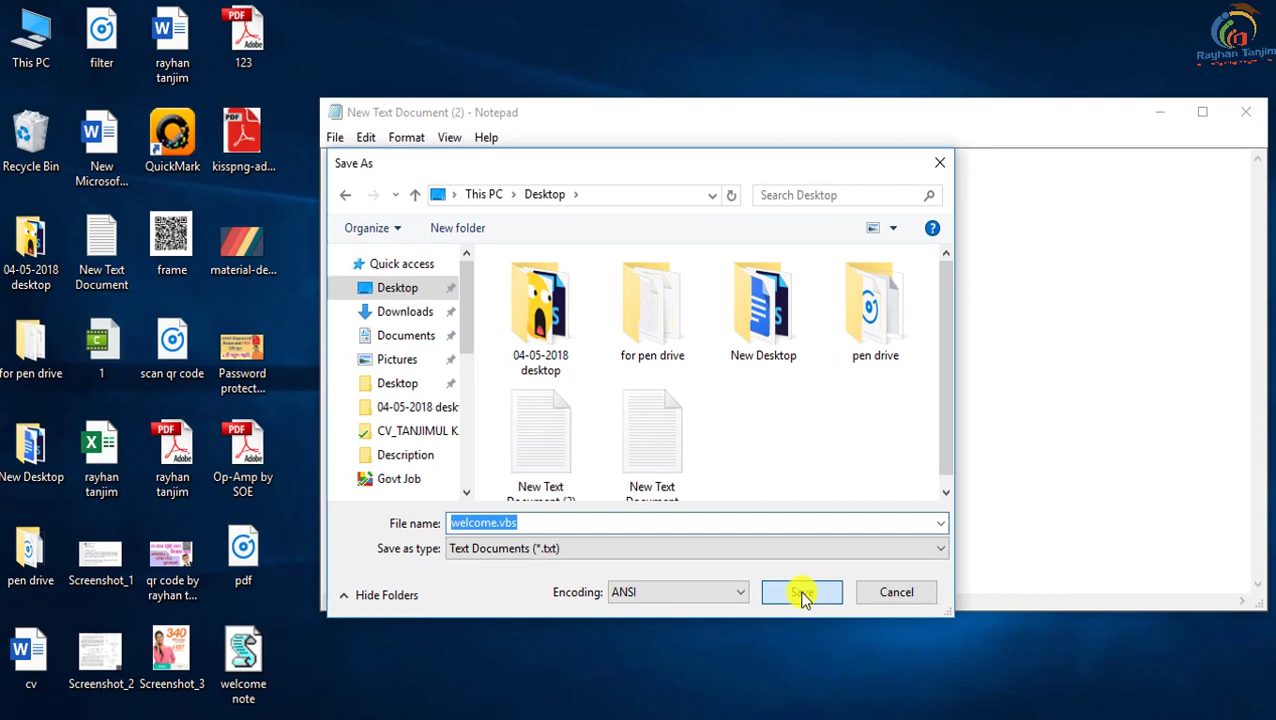 This PC
filter
rayhan
tanjim
123
Rayhan Tanjim
Recycle Bin
New
Microsof...
QuickMark
kisspng-ad...
04-05-2018
desktop
New Text
Document
frame
material-de...
for pen drive
1
scan qr code
Password
protect...
New Desktop
rayhan
tanjim
rayhan
tanjim
Op-Amp by
SOE
pen drive
Screenshot_1
qr code by
rayhan t...
pdf
cv
Screenshot_2
Screenshot_3
welcome
note
New Text Document (2) - Notepad
File Edit Format View Help
Save As
This PC > Desktop >
Search Desktop
Organize
New folder
Quick access
Desktop
Downloads
Documents
Pictures
Desktop
04-05-2018 desk
CV_TANJIMUL K.
Description
Govt Job
04-05-2018
desktop
for pen drive
New Desktop
pen drive
New Text
Document (2)
New Text
Document
File name: welcome.vbs
Save as type: Text Documents (*.txt)
Hide Folders
Encoding: ANSI
Save
Cancel